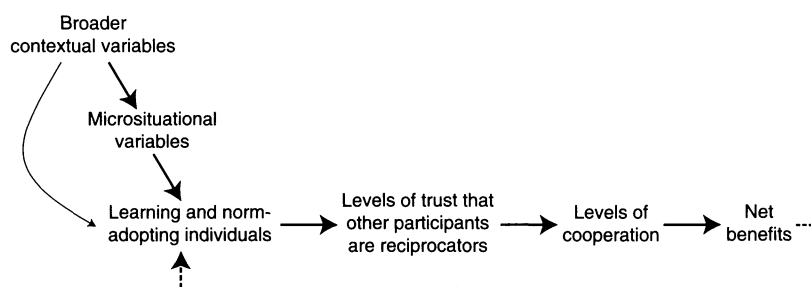 Broader
contextual variables
Microsituational
variables
Learning and norm-
adopting individuals
Levels of trust that
other participants
are reciprocators
Levels of
cooperation
Net
benefits